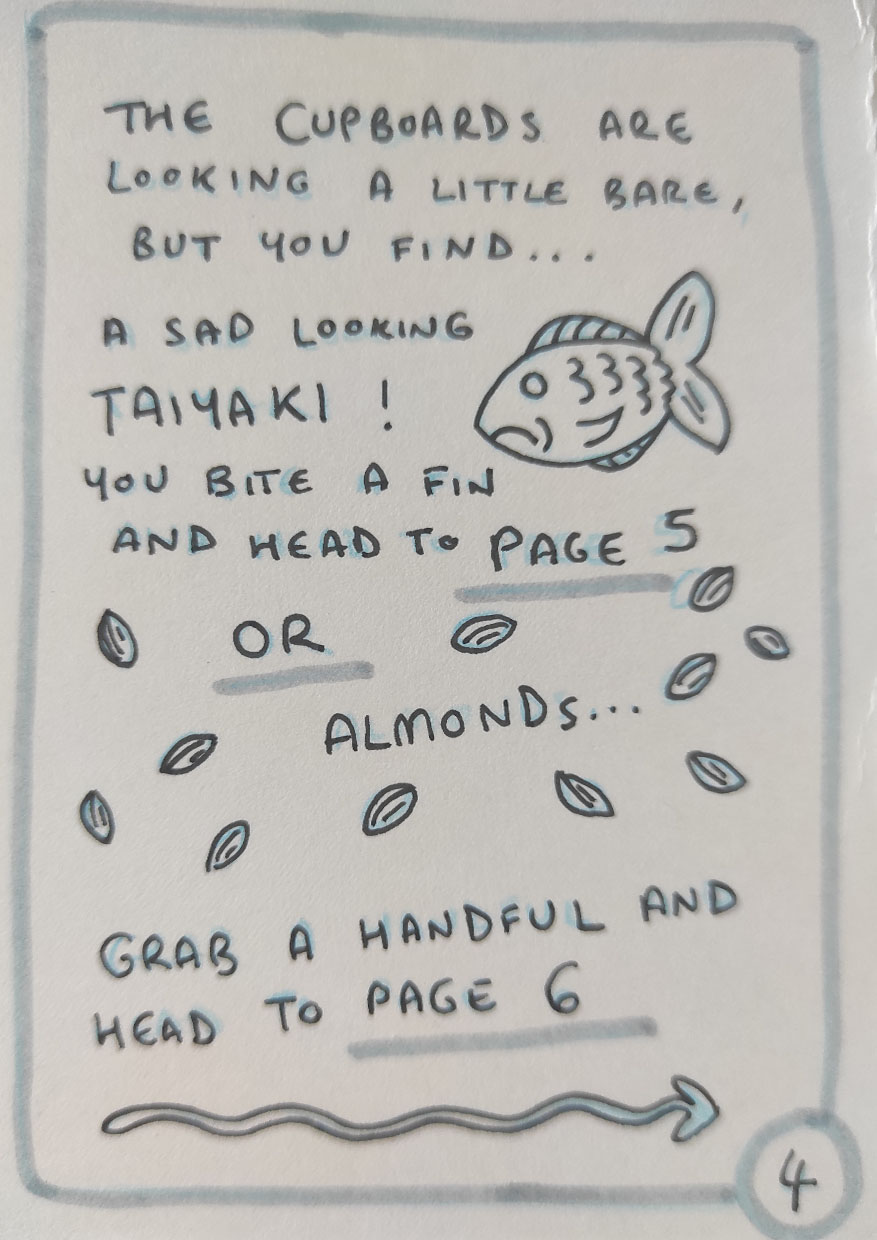 THE CUPBOARDS ARE
LOOKING A LITTLE BARE,
BUT YOU FIND...
A SAD LOOKING
TAIYAKI !
YOU BITE A FIN
AND HEAD TO PAGE 5
OR
ALMONDS...
GRAB A HANDFUL AND
HEAD TO PAGE 6
4